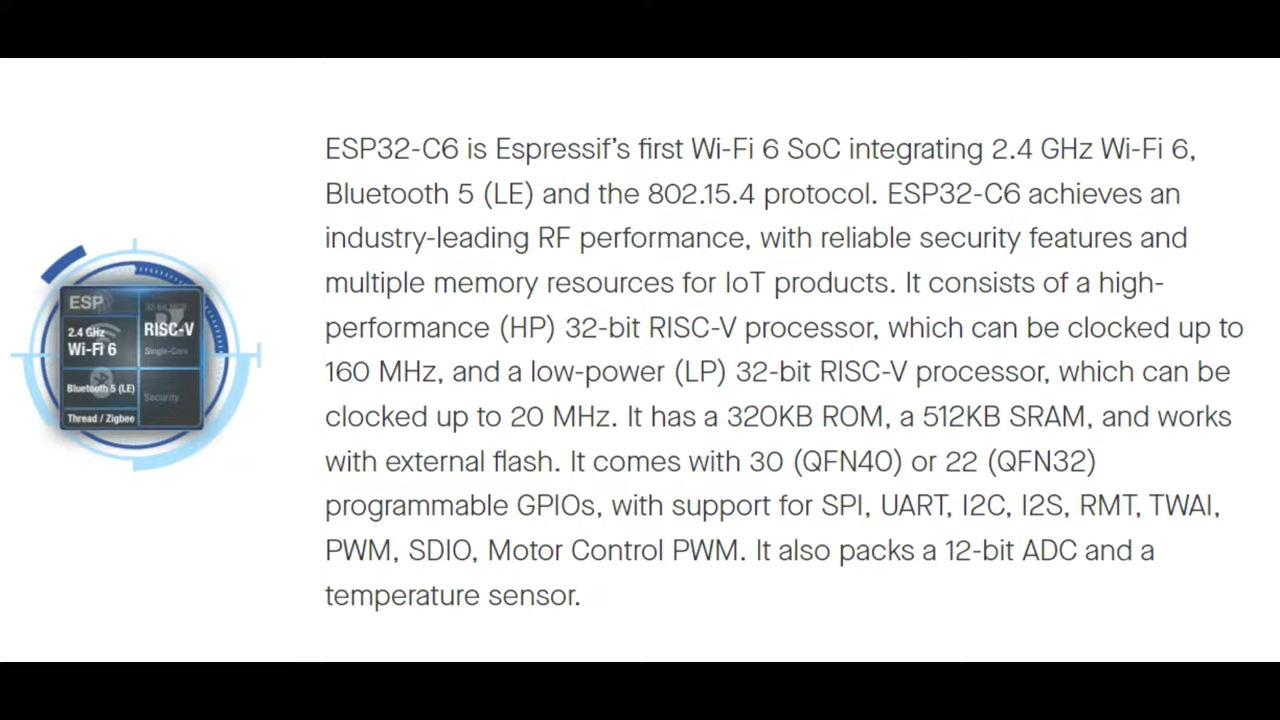 ESP32-C6 is Espressif's first Wi-Fi 6 SoC integrating 2.4 GHz Wi-Fi 6,
Bluetooth 5 (LE) and the 802.15.4 protocol. ESP32-C6 achieves an
industry-leading RF performance, with reliable security features and
multiple memory resources for IoT products. It consists of a high-
performance (HP) 32-bit RISC-V processor, which can be clocked up to
160 MHz, and a low-power (LP) 32-bit RISC-V processor, which can be
clocked up to 20 MHz. It has a 320KB ROM, a 512KB SRAM, and works
with external flash. It comes with 30 (QFN40) or 22 (QFN32)
programmable GPIOs, with support for SPI, UART, I2C, I2S, RMT, TWAI,
PWM, SDIO, Motor Control PWM. It also packs a 12-bit ADC and a
temperature sensor.
ESP
2.4 GHz
Wi-Fi 6
Bluetooth 5 (LE)
Thread / Zigbee
RISC-V
Single-Core
Security